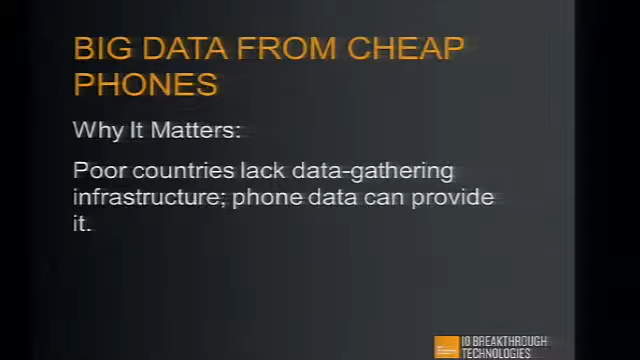 BIG DATA FROM CHEAP
PHONES
Why It Matters:
Poor countries lack data-gathering
infrastructure; phone data can provide
it.
10 BREAKTHROUGH
TECHNOLOGIES